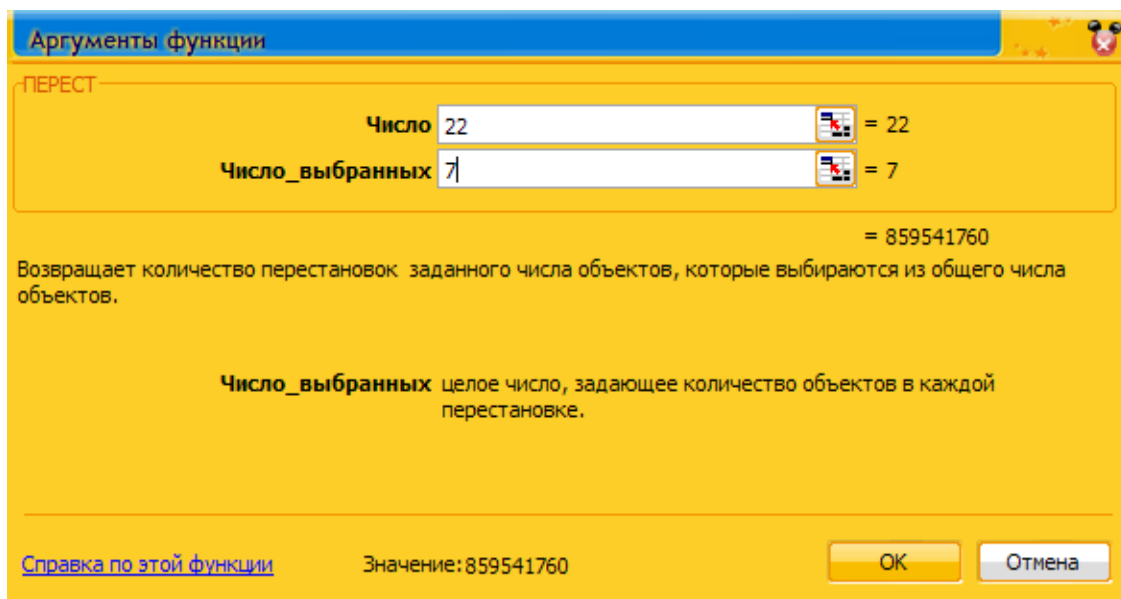 Аргументы функции
ПЕРЕСТ
Число 22 = 22
Число_выбранных 7 = 7
= 859541760
Возвращает количество перестановок заданного числа объектов, которые выбираются из общего числа
объектов.
Число_выбранных целое число, задающее количество объектов в каждой
перестановке.
Справка по этой функции Значение:859541760 OK Отмена